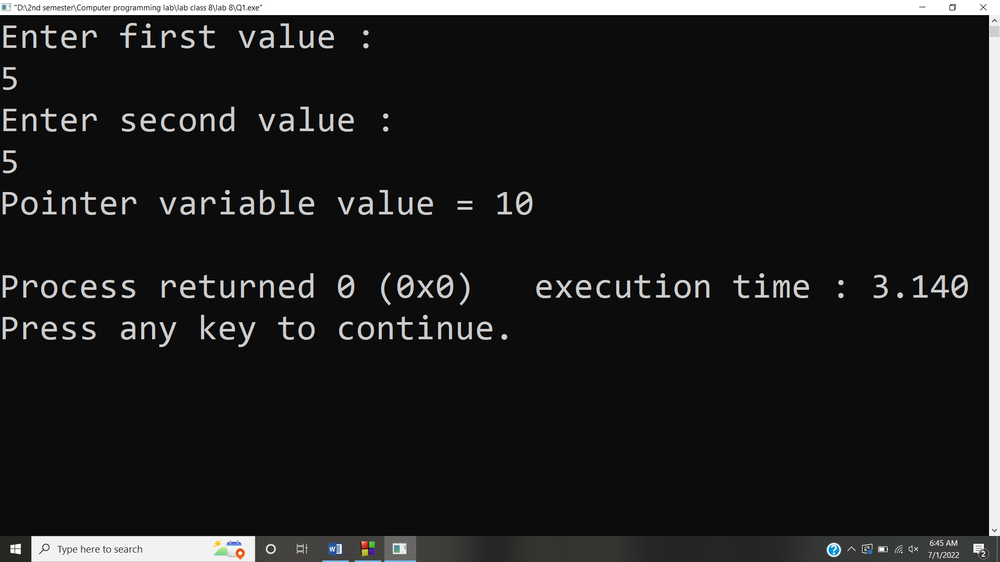 "D:\2nd semester\Computer programming lab\lab class 8\lab 8\Q1.exe"
Enter first value :
5
Enter second value :
5
Pointer variable value = 10
Process returned 0 (0x0)   execution time : 3.140
Press any key to continue.
Type here to search
W
?
6:45 AM
7/1/2022
2